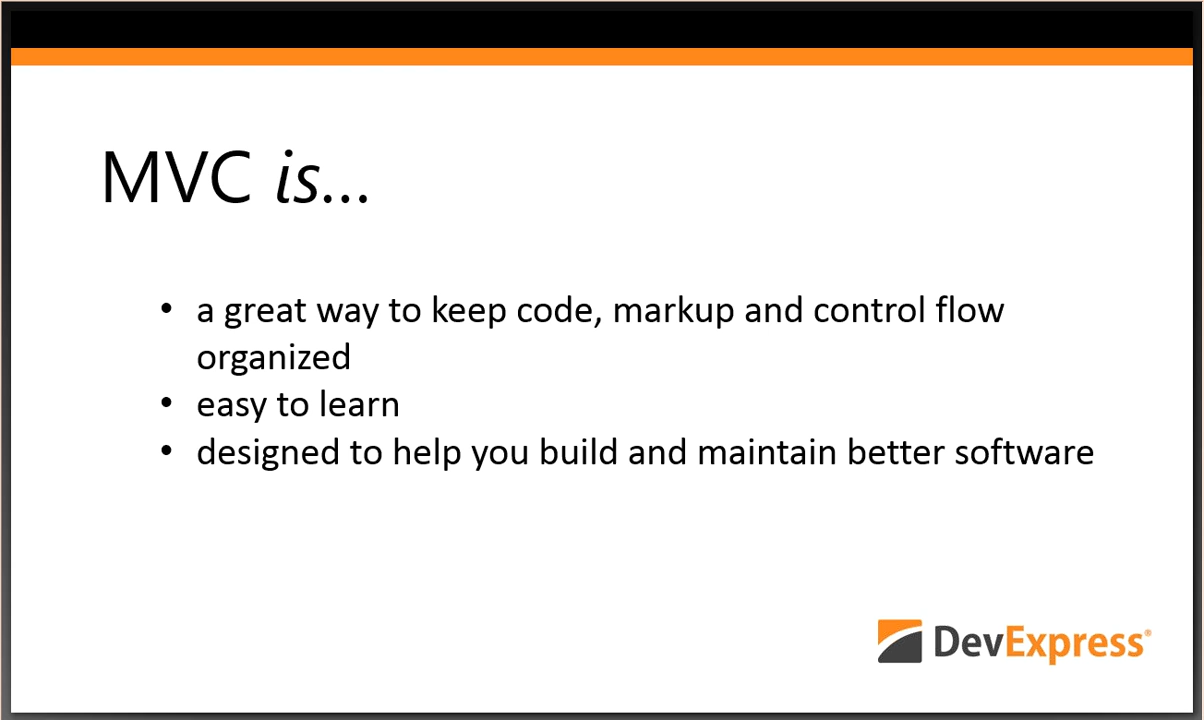 MVC is...
• a great way to keep code, markup and control flow
organized
• easy to learn
• designed to help you build and maintain better software
DevExpress®